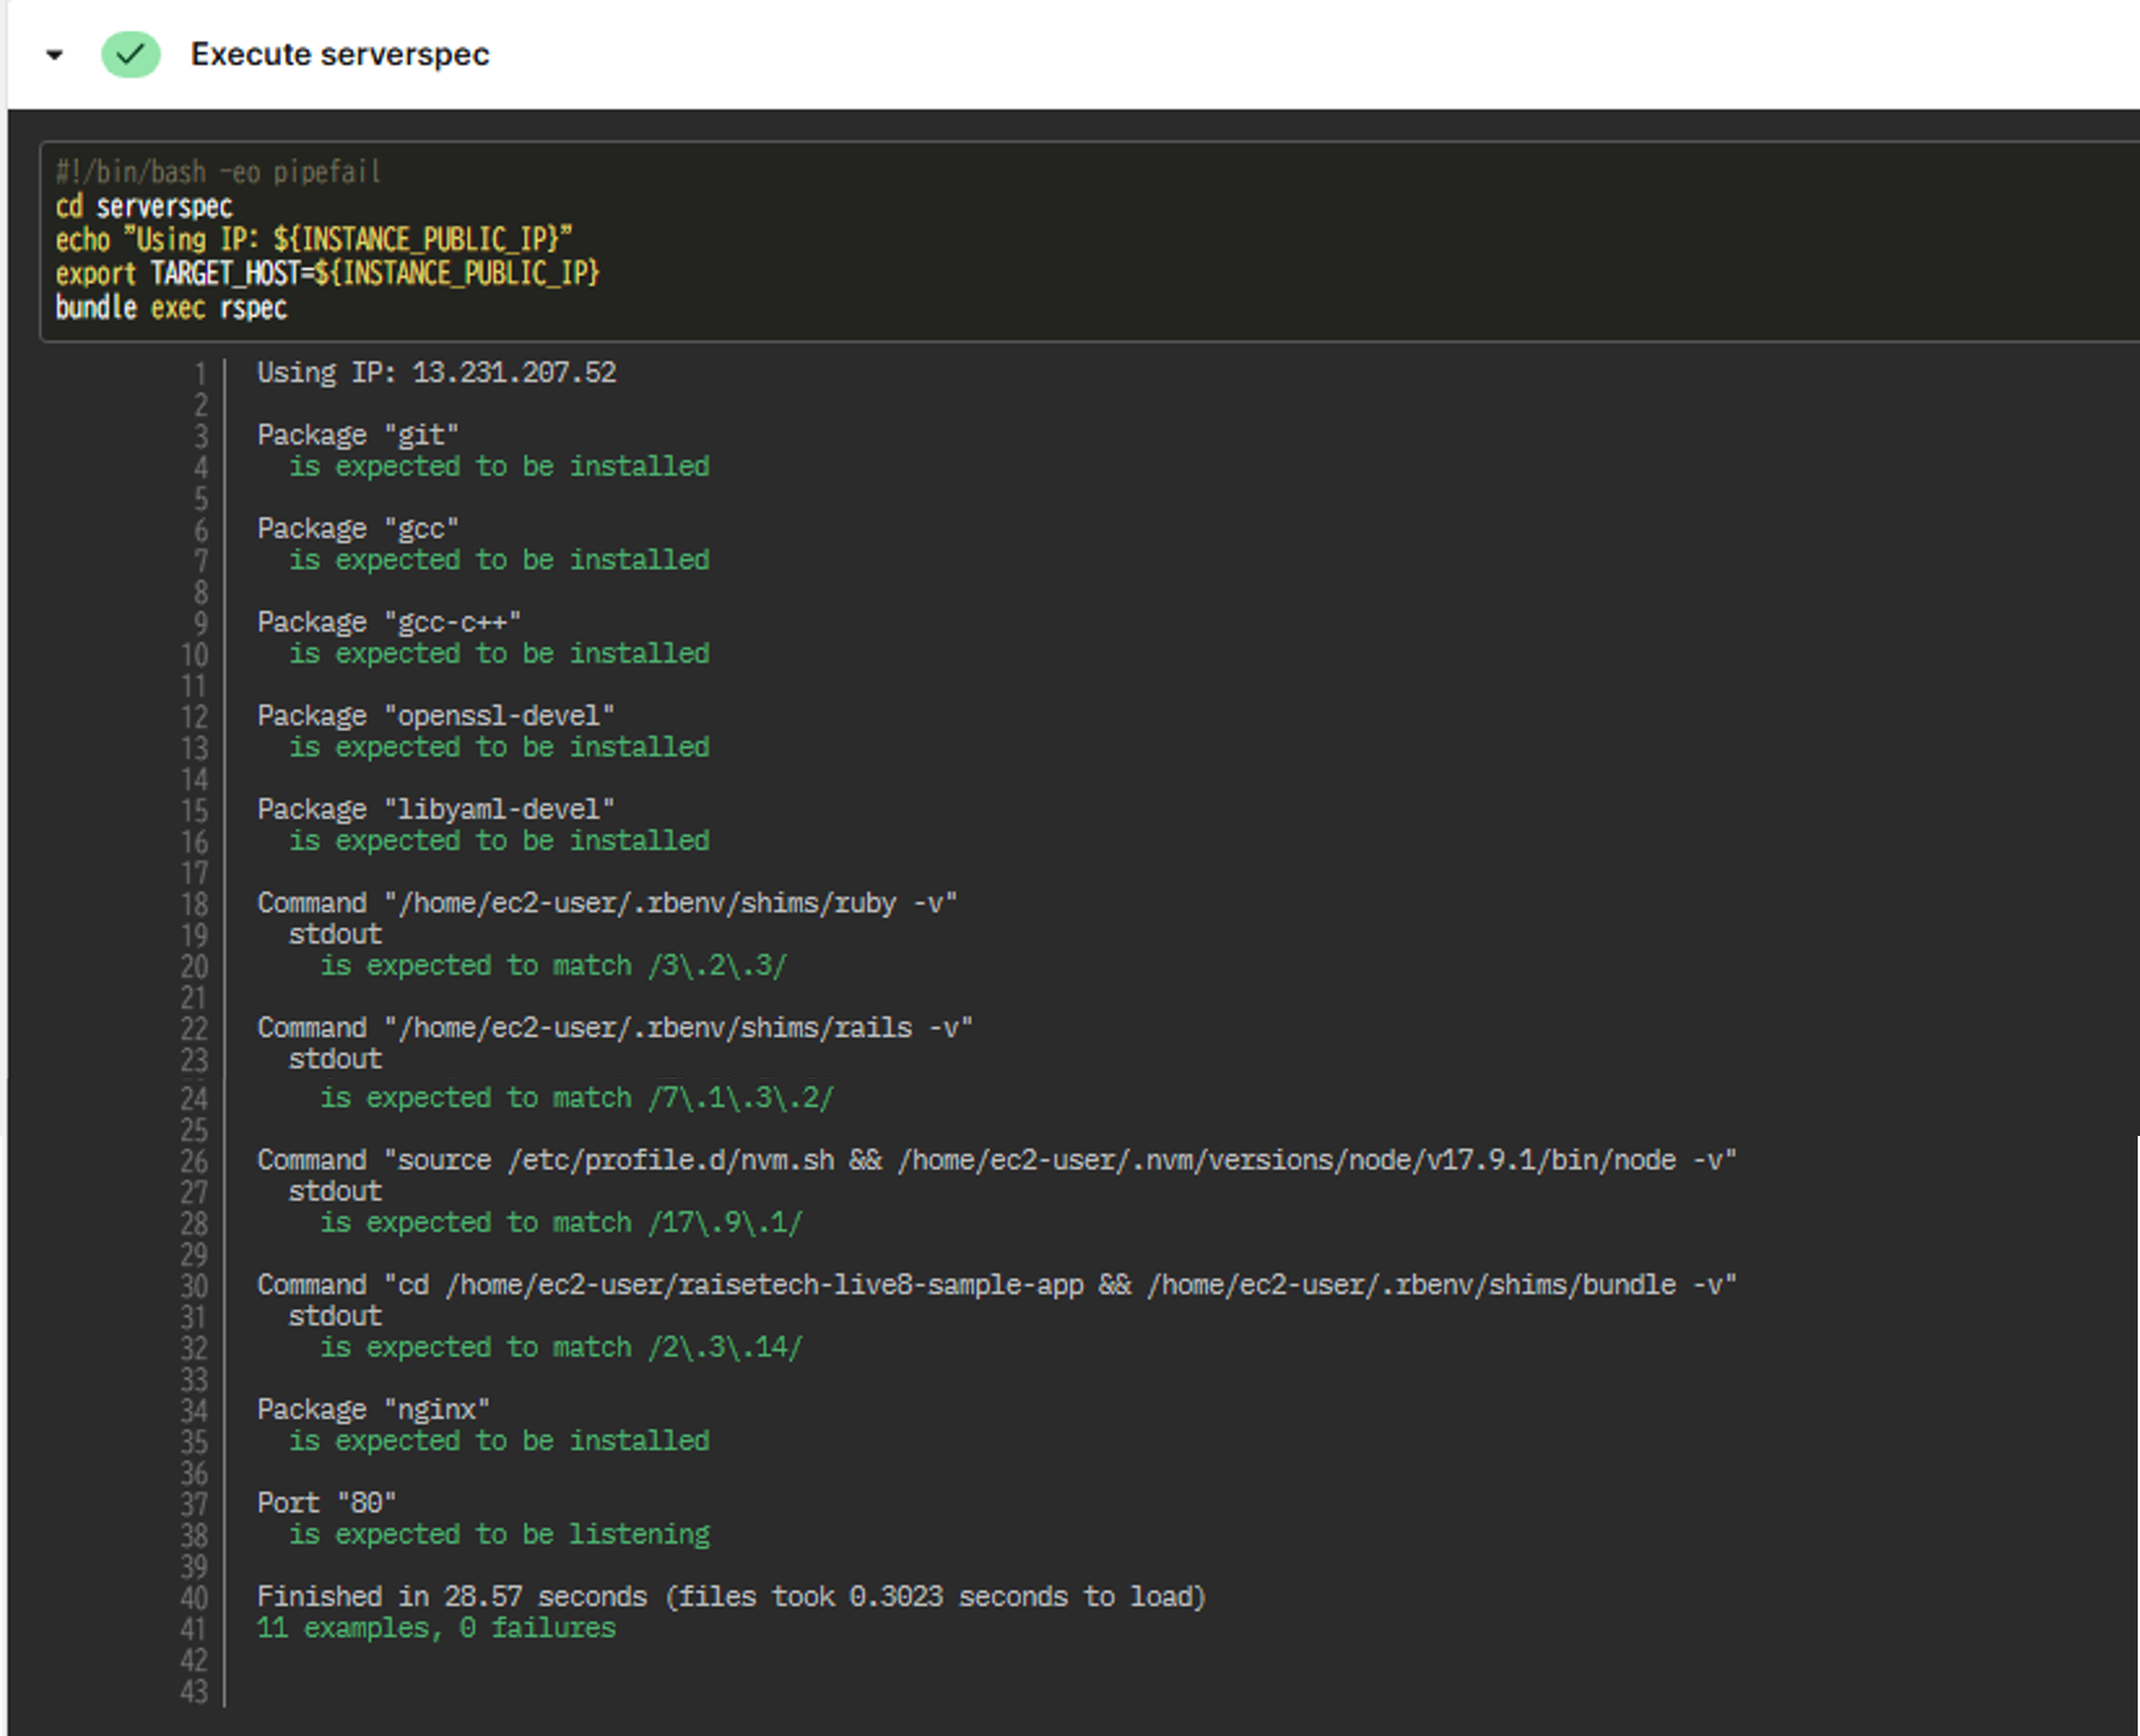 Execute serverspec
#!/bin/bash -eo pipefail
cd serverspec
echo "Using IP: ${INSTANCE_PUBLIC_IP}"
export TARGET_HOST=${INSTANCE_PUBLIC_IP}
bundle exec rspec
1 Using IP: 13.231.207.52
2
3 Package "git"
4 is expected to be installed
5
6 Package "gcc"
7 is expected to be installed
8
9 Package "gcc-c++"
10 is expected to be installed
11
12 Package "openssl-devel"
13 is expected to be installed
14
15 Package "libyaml-devel"
16 is expected to be installed
17
18 Command "/home/ec2-user/.rbenv/shims/ruby -v"
19 stdout
20 is expected to match /3\.2\.3/
21
22 Command "/home/ec2-user/.rbenv/shims/rails -v"
23 stdout
24 is expected to match /7\.1\.3\.2/
25
26 Command "source /etc/profile.d/nvm.sh && /home/ec2-user/.nvm/versions/node/v17.9.1/bin/node -v"
27 stdout
28 is expected to match /17\.9\.1/
29
30 Command "cd /home/ec2-user/raisetech-live8-sample-app && /home/ec2-user/.rbenv/shims/bundle -v"
31 stdout
32 is expected to match /2\.3\.14/
33
34 Package "nginx"
35 is expected to be installed
36
37 Port "80"
38 is expected to be listening
39
40 Finished in 28.57 seconds (files took 0.3023 seconds to load)
41 11 examples, 0 failures
42
43